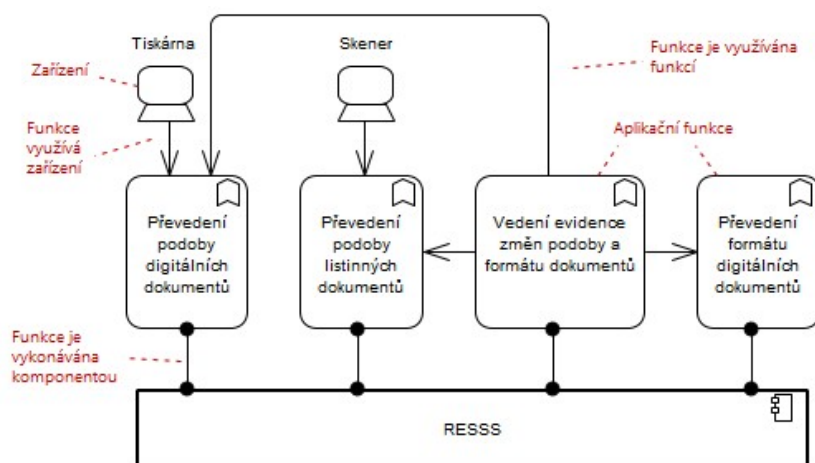 Tiskárna
Skener
Funkce je využívána
funkcí
Zařízení
Funkce
využívá
zařízení
Aplikační funkce
Převedení
podoby
digitálních
dokumentů
Převedení
podoby
listinných
dokumentů
Vedení evidence
změn podoby a
formátu dokumentů
Převedení
formátu
digitálních
dokumentů
Funkce je
vykonávána
komponentou
RESSS